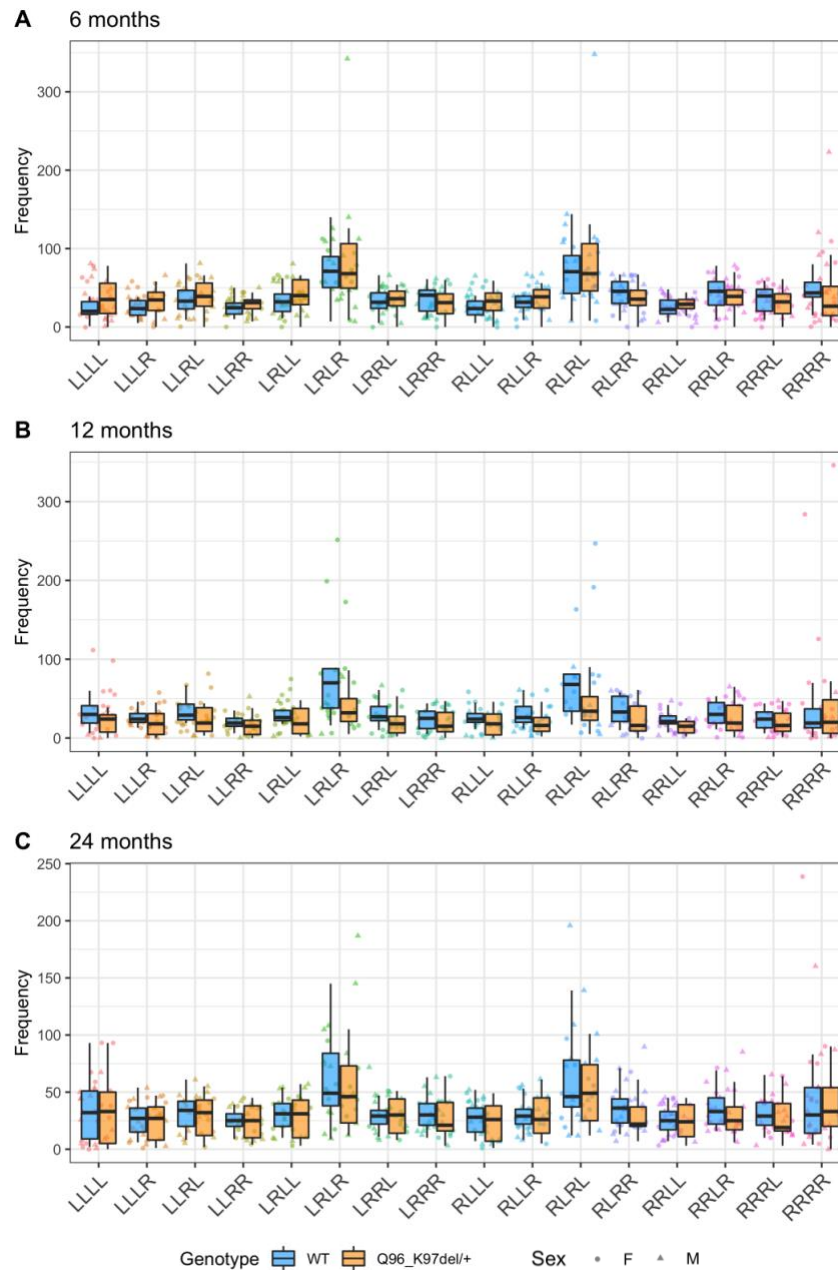 A 6 months
300
200
100
0
Frequency
LLLL LLLR LLRL LLRR LRLL LRLR LRRL LRRR RLLL RLLR RLRL RLRR RRLL RRLR RRRL RRRR
B 12 months
300
200
100
0
Frequency
LLLL LLLR LLRL LLRR LRLL LRLR LRRL LRRR RLLL RLLR RLRL RLRR RRLL RRLR RRRL RRRR
C 24 months
250
200
150
100
50
0
Frequency
LLLL LLLR LLRL LLRR LRLL LRLR LRRL LRRR RLLL RLLR RLRL RLRR RRLL RRLR RRRL RRRR
Genotype WT Q96_K97del/+ Sex F M